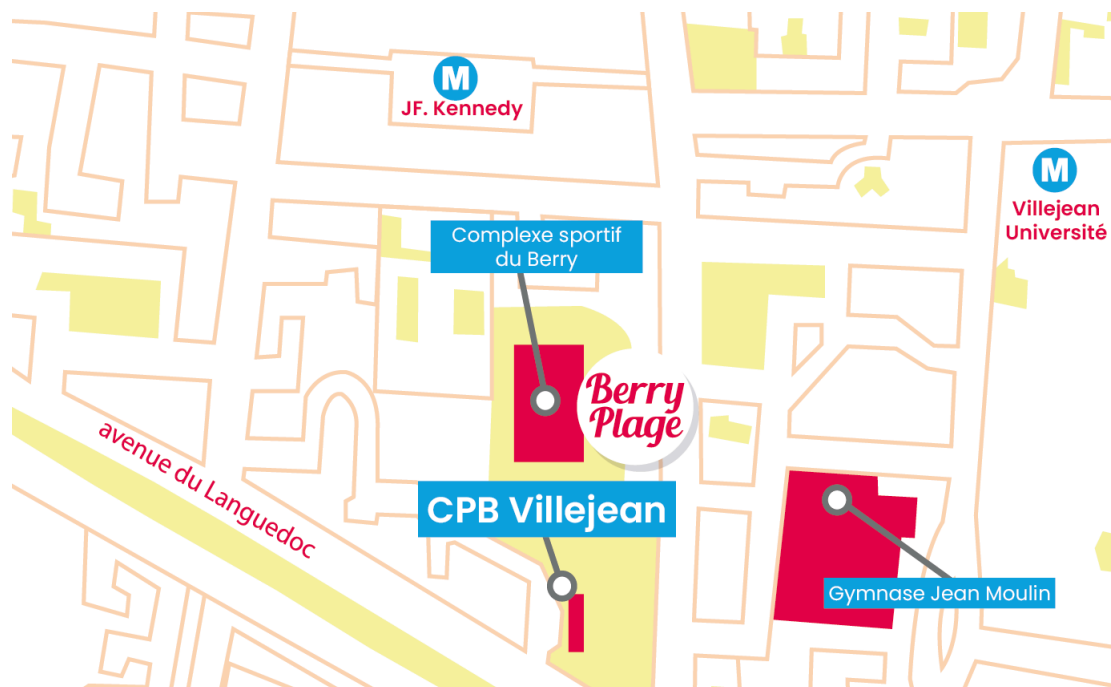 M
JF. Kennedy
M
Villejean
Université
Complexe sportif
du Berry
Berry
Plage
avenue du Languedoc
CPB Villejean
Gymnase Jean Moulin